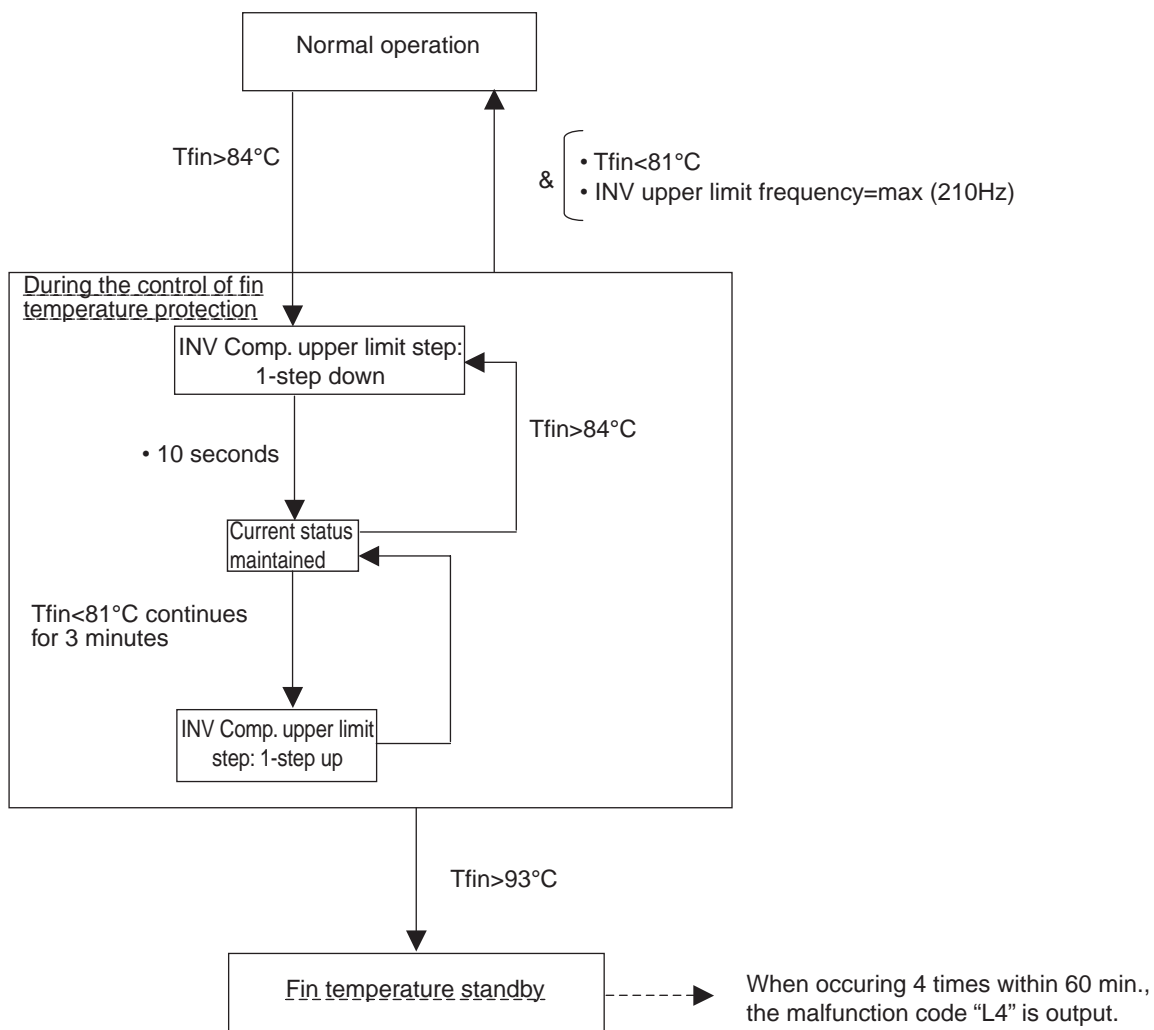 Normal operation
Tfin>84°C
&
• Tfin<81°C
• INV upper limit frequency=max (210Hz)
During the control of fin
temperature protection
INV Comp. upper limit step:
1-step down
Tfin>84°C
• 10 seconds
Current status
maintained
Tfin<81°C continues
for 3 minutes
INV Comp. upper limit
step: 1-step up
Tfin>93°C
Fin temperature standby
When occuring 4 times within 60 min.,
the malfunction code “L4” is output.